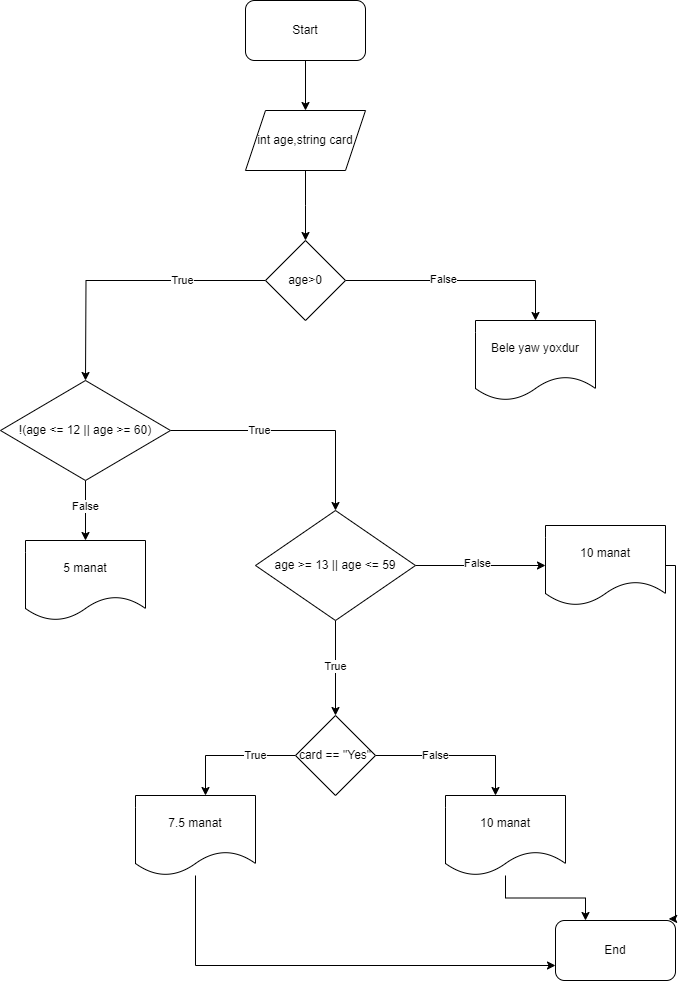 Start
int age,string card
age>0
True
False
Bele yaw yoxdur
!(age <= 12 || age >= 60)
True
False
5 manat
age >= 13 || age <= 59
False
10 manat
True
card == "Yes"
True
False
7.5 manat
10 manat
End